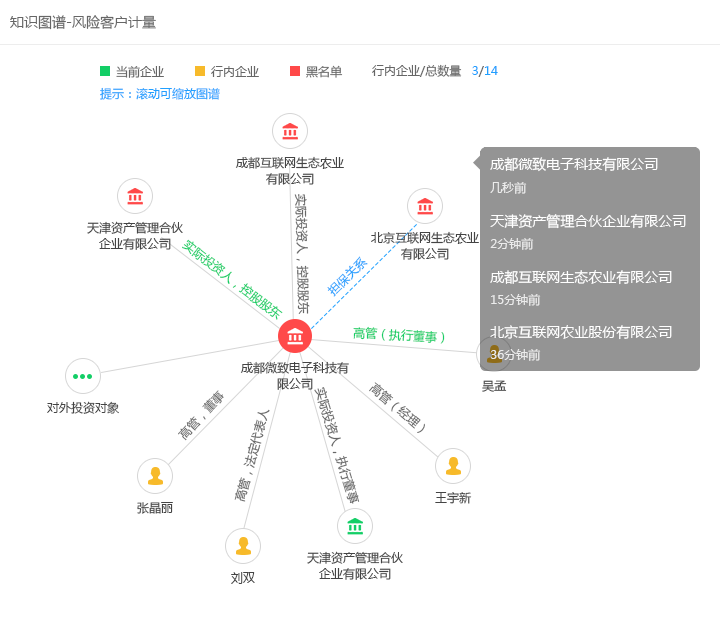 知识图谱-风险客户计量
当前企业
行内企业
黑名单
行内企业/总数量 3/14
提示：滚动可缩放图谱
成都互联网生态农业
有限公司
成都微致电子科技有限公司
几秒前
天津资产管理合伙企业有限公司
2分钟前
成都互联网生态农业有限公司
15分钟前
北京互联网农业股份有限公司
36分钟前
天津资产管理合伙
企业有限公司
北京互联网生态农业
有限公司
实际投资人，控股股东
实际投资人，控股股东
担保关系
高管（执行董事）
吴孟
成都微致电子科技有
限公司
对外投资对象
高管，董事
高管，法定代表人
实际投资人，执行董事
高管（经理）
张晶丽
王宇新
刘双
天津资产管理合伙
企业有限公司